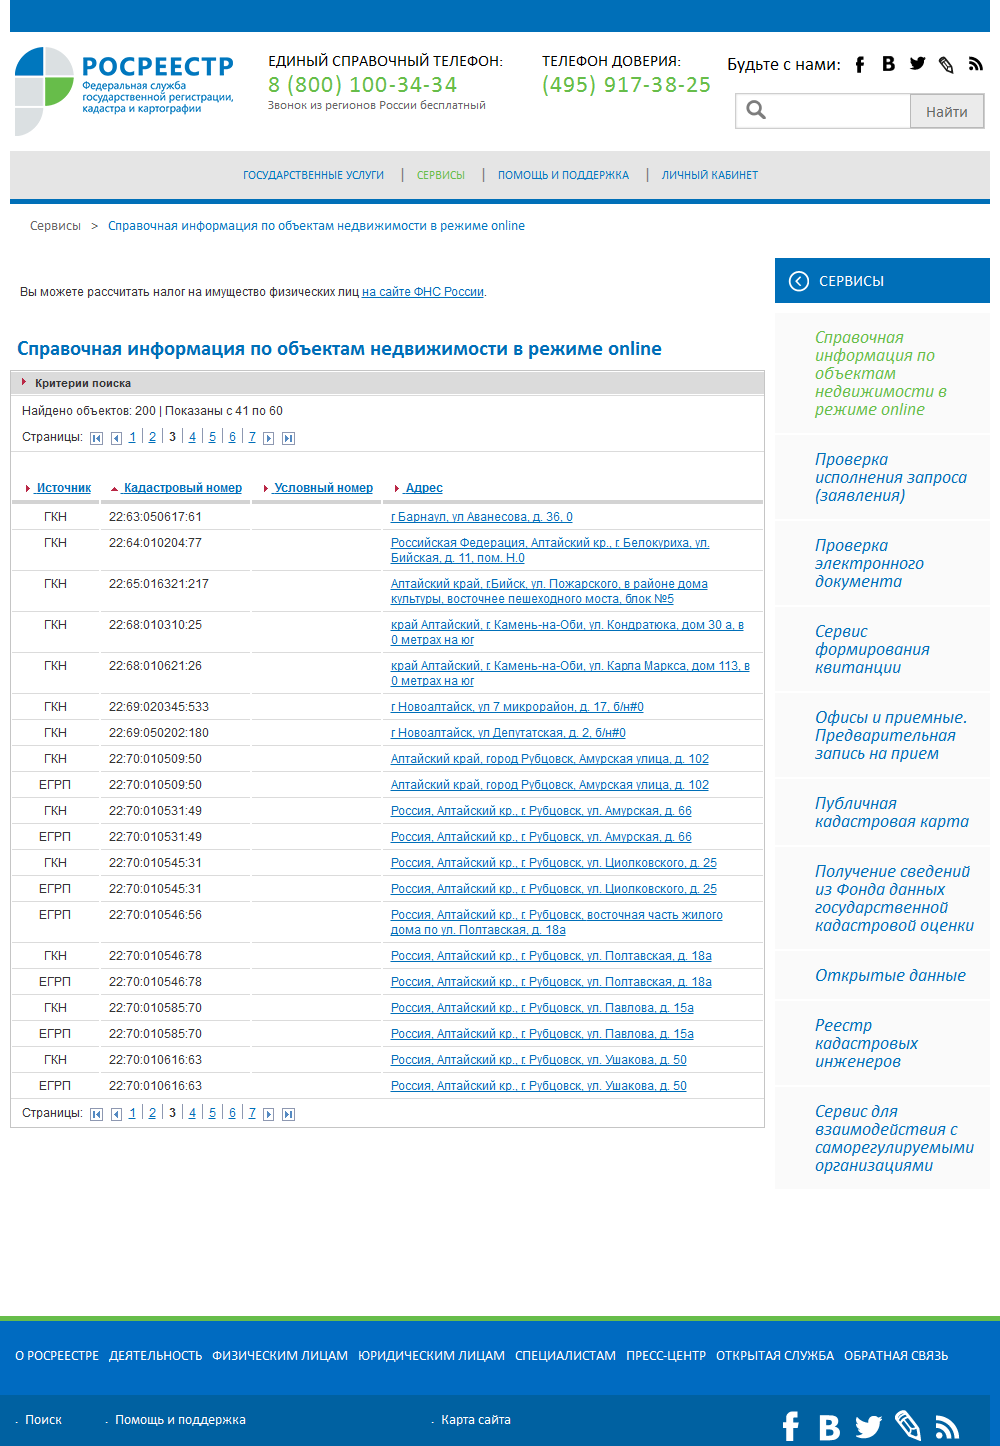 РОСРЕЕСТР
Федеральная служба
государственной регистрации,
кадастра и картографии
ЕДИНЫЙ СПРАВОЧНЫЙ ТЕЛЕФОН:
8 (800) 100-34-34
Звонок из регионов России бесплатный
ТЕЛЕФОН ДОВЕРИЯ:
(495) 917-38-25
Будьте с нами:
Найти
ГОСУДАРСТВЕННЫЕ УСЛУГИ | СЕРВИСЫ | ПОМОЩЬ И ПОДДЕРЖКА | ЛИЧНЫЙ КАБИНЕТ
Сервисы > Справочная информация по объектам недвижимости в режиме online
Вы можете рассчитать налог на имущество физических лиц на сайте ФНС России.
Справочная информация по объектам недвижимости в режиме online
Критерии поиска
Найдено объектов: 200 | Показаны с 41 по 60
Страницы: 1 | 2 | 3 | 4 | 5 | 6 | 7
Источник Кадастровый номер Условный номер Адрес
ГКН 22:63:050617:61 г Барнаул, ул Аванесова, д. 36, 0
ГКН 22:64:010204:77 Российская Федерация, Алтайский кр., г. Белокуриха, ул.
Бийская, д. 11, пом. Н.0
ГКН 22:65:016321:217 Алтайский край, г.Бийск, ул. Пожарского, в районе дома
культуры, восточнее пешеходного моста, блок №5
ГКН 22:68:010310:25 край Алтайский, г. Камень-на-Оби, ул. Кондратюка, дом 30 а, в
0 метрах на юг
ГКН 22:68:010621:26 край Алтайский, г. Камень-на-Оби, ул. Карла Маркса, дом 113, в
0 метрах на юг
ГКН 22:69:020345:533 г Новоалтайск, ул 7 микрорайон, д. 17, б/н#0
ГКН 22:69:050202:180 г Новоалтайск, ул Депутатская, д. 2, б/н#0
ГКН 22:70:010509:50 Алтайский край, город Рубцовск, Амурская улица, д. 102
ЕГРП 22:70:010509:50 Алтайский край, город Рубцовск, Амурская улица, д. 102
ГКН 22:70:010531:49 Россия, Алтайский кр., г. Рубцовск, ул. Амурская, д. 66
ЕГРП 22:70:010531:49 Россия, Алтайский кр., г. Рубцовск, ул. Амурская, д. 66
ГКН 22:70:010545:31 Россия, Алтайский кр., г. Рубцовск, ул. Циолковского, д. 25
ЕГРП 22:70:010545:31 Россия, Алтайский кр., г. Рубцовск, ул. Циолковского, д. 25
ЕГРП 22:70:010546:56 Россия, Алтайский кр., г. Рубцовск, восточная часть жилого
дома по ул. Полтавская, д. 18а
ГКН 22:70:010546:78 Россия, Алтайский кр., г. Рубцовск, ул. Полтавская, д. 18а
ЕГРП 22:70:010546:78 Россия, Алтайский кр., г. Рубцовск, ул. Полтавская, д. 18а
ГКН 22:70:010585:70 Россия, Алтайский кр., г. Рубцовск, ул. Павлова, д. 15а
ЕГРП 22:70:010585:70 Россия, Алтайский кр., г. Рубцовск, ул. Павлова, д. 15а
ГКН 22:70:010616:63 Россия, Алтайский кр., г. Рубцовск, ул. Ушакова, д. 50
ЕГРП 22:70:010616:63 Россия, Алтайский кр., г. Рубцовск, ул. Ушакова, д. 50
Страницы: 1 | 2 | 3 | 4 | 5 | 6 | 7
СЕРВИСЫ
Справочная
информация по
объектам
недвижимости в
режиме online
Проверка
исполнения запроса
(заявления)
Проверка
электронного
документа
Сервис
формирования
квитанции
Офисы и приемные.
Предварительная
запись на прием
Публичная
кадастровая карта
Получение сведений
из Фонда данных
государственной
кадастровой оценки
Открытые данные
Реестр
кадастровых
инженеров
Сервис для
взаимодействия с
саморегулируемыми
организациями
О РОСРЕЕСТРЕ ДЕЯТЕЛЬНОСТЬ ФИЗИЧЕСКИМ ЛИЦАМ ЮРИДИЧЕСКИМ ЛИЦАМ СПЕЦИАЛИСТАМ ПРЕСС-ЦЕНТР ОТКРЫТАЯ СЛУЖБА ОБРАТНАЯ СВЯЗЬ
Поиск Помощь и поддержка Карта сайта